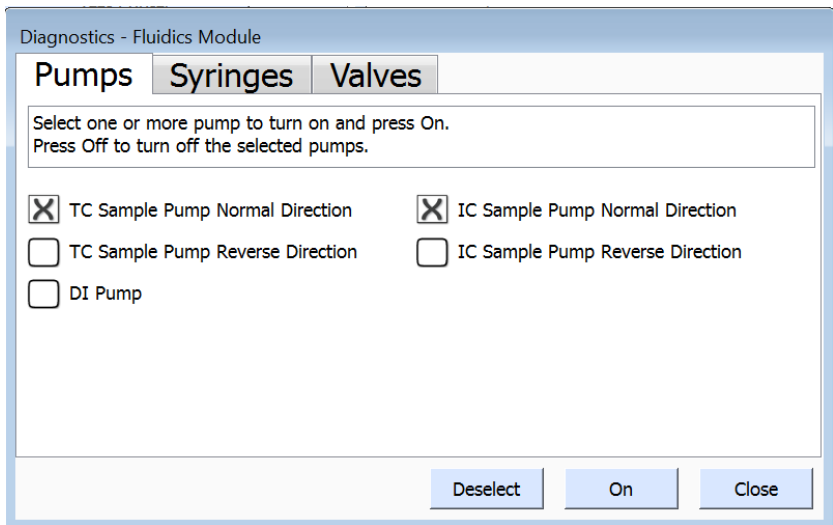 Diagnostics - Fluidics Module
Pumps Syringes Valves
Select one or more pump to turn on and press On.
Press Off to turn off the selected pumps.
TC Sample Pump Normal Direction IC Sample Pump Normal Direction
TC Sample Pump Reverse Direction IC Sample Pump Reverse Direction
DI Pump
Deselect On Close